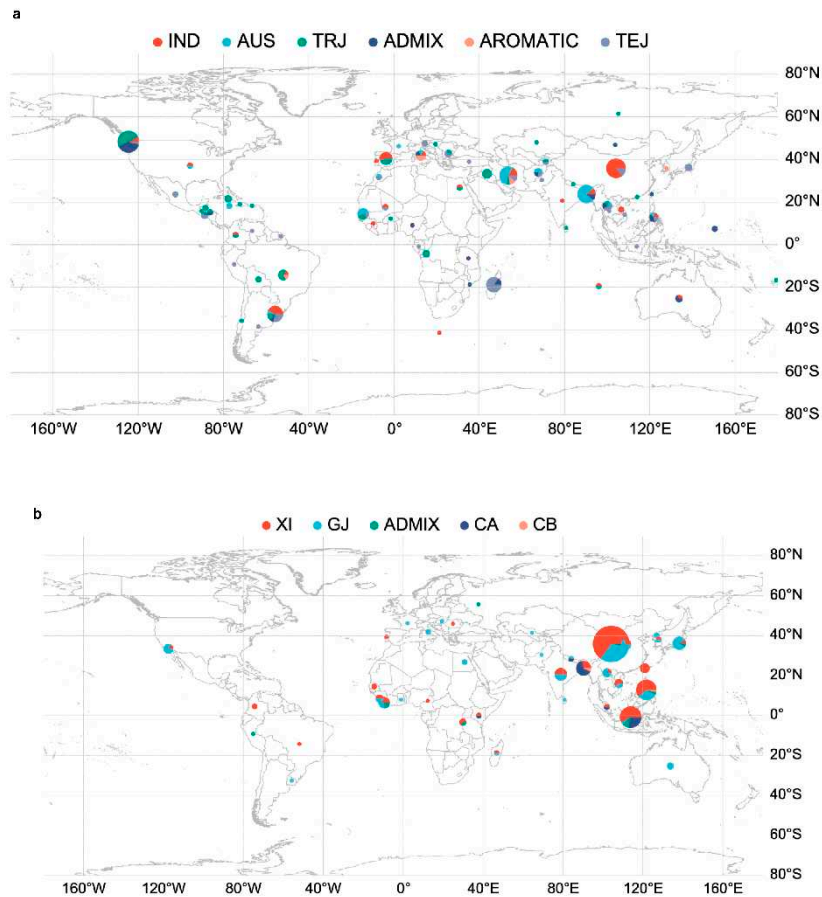 a
IND AUS TRJ ADMIX AROMATIC TEJ
80°N
60°N
40°N
20°N
0°
20°S
40°S
60°S
80°S
160°W 120°W 80°W 40°W 0° 40°E 80°E 120°E 160°E
b
XI GJ ADMIX CA CB
80°N
60°N
40°N
20°N
0°
20°S
40°S
60°S
80°S
160°W 120°W 80°W 40°W 0° 40°E 80°E 120°E 160°E